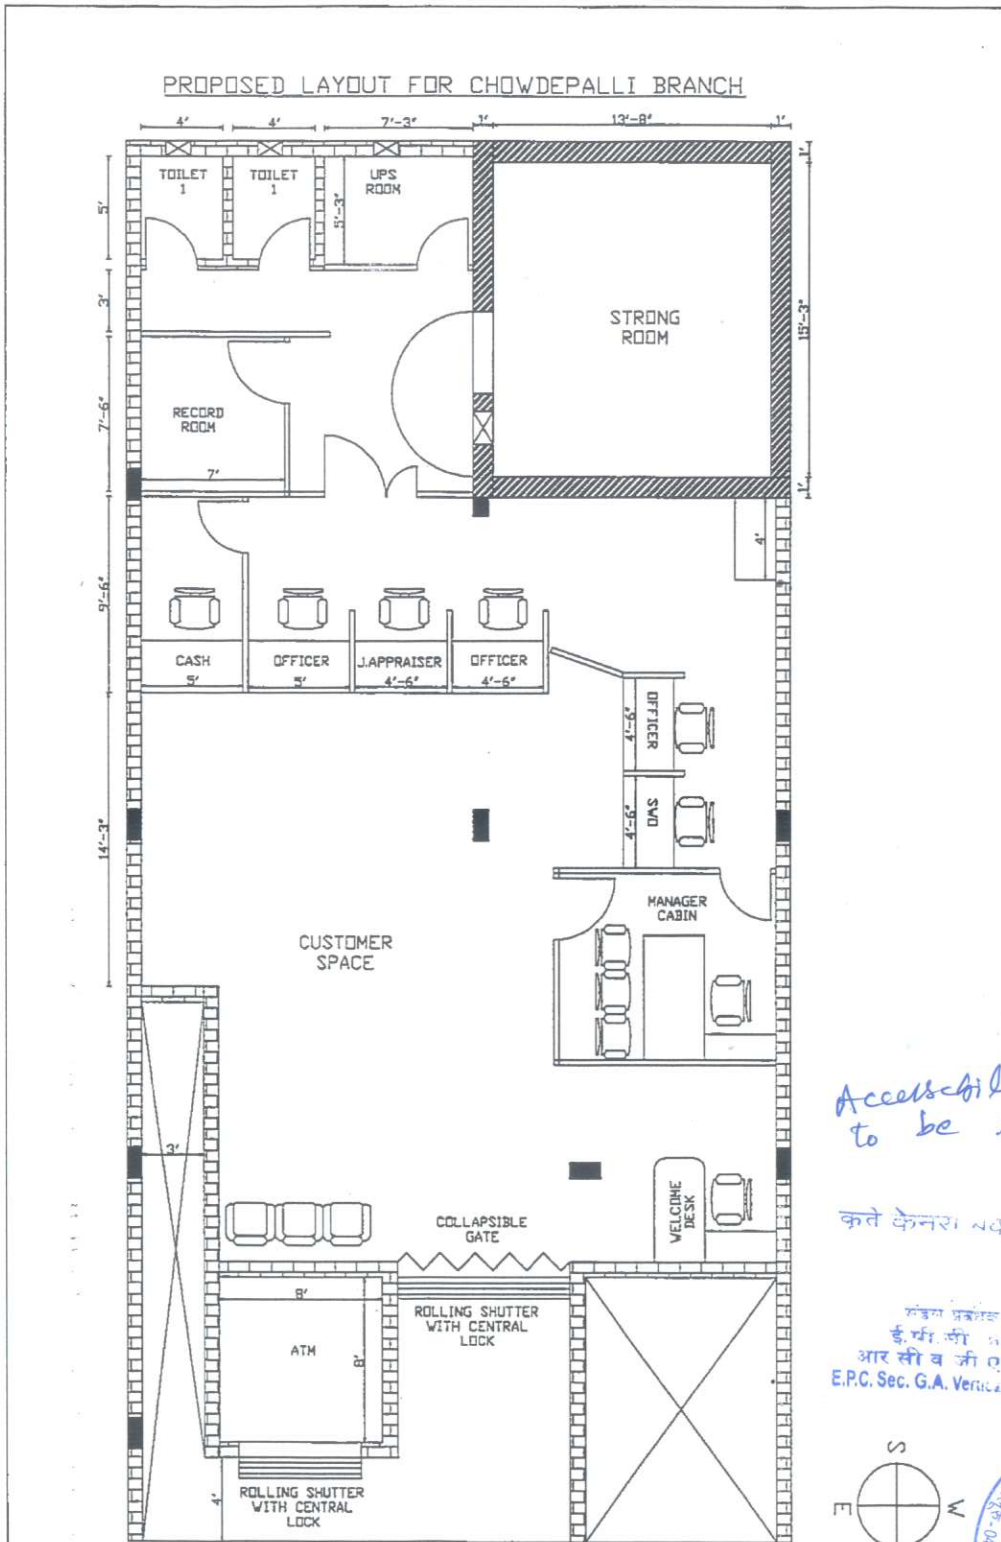 PROPOSED LAYOUT FOR CHOWDEPALLI BRANCH
4' 4' 7'-3" 1' 13'-8" 1'
TOILET
1
TOILET
1
UPS
ROOM
5'
5'-3"
1'
3'
STRONG
ROOM
15'-3"
RECORD
ROOM
7'-6"
7'
1'
4'
9'-6"
CASH
5'
OFFICER
5'
J.APPRAISER
4'-6"
OFFICER
4'-6"
OFFICER
4'-6"
SWO
4'-6"
14'-3"
MANAGER
CABIN
CUSTOMER
SPACE
to be
3'
WELCOME
DESK
COLLAPSIBLE
GATE
कृते केनरा
8'
ROLLING SHUTTER
WITH CENTRAL
LOCK
ATM
8'
आर सी व जी ए
E.P.C. Sec. G.A.
S
E
W
ROLLING SHUTTER
WITH CENTRAL
LOCK
4'